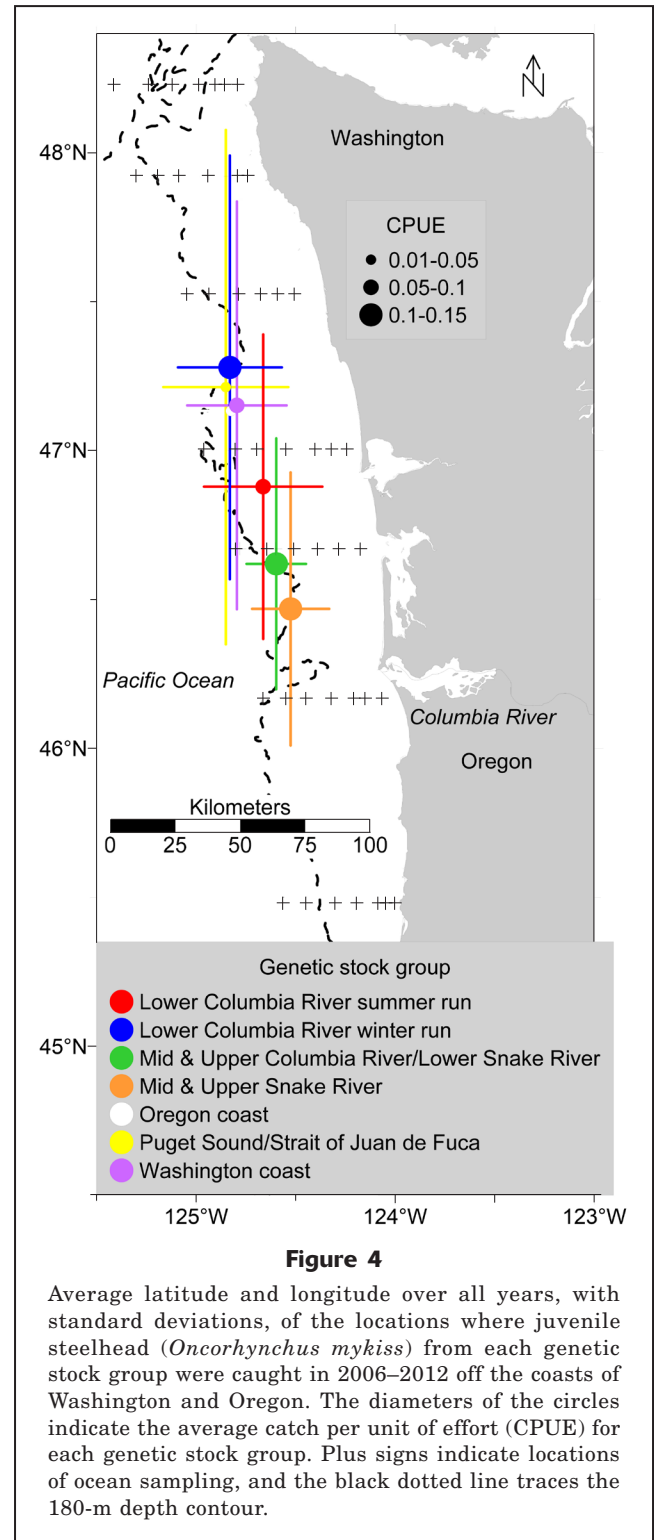 Washington
48°N
CPUE
0.01-0.05
0.05-0.1
0.1-0.15
47°N
Pacific Ocean
Columbia River
46°N
Oregon
Kilometers
0 25 50 75 100
Genetic stock group
Lower Columbia River summer run
Lower Columbia River winter run
45°N
Mid & Upper Columbia River/Lower Snake River
Mid & Upper Snake River
Oregon coast
Puget Sound/Strait of Juan de Fuca
Washington coast
125°W 124°W 123°W
N
Figure 4
Average latitude and longitude over all years, with
standard deviations, of the locations where juvenile
steelhead (Oncorhynchus mykiss) from each genetic
stock group were caught in 2006–2012 off the coasts of
Washington and Oregon. The diameters of the circles
indicate the average catch per unit of effort (CPUE) for
each genetic stock group. Plus signs indicate locations
of ocean sampling, and the black dotted line traces the
180-m depth contour.